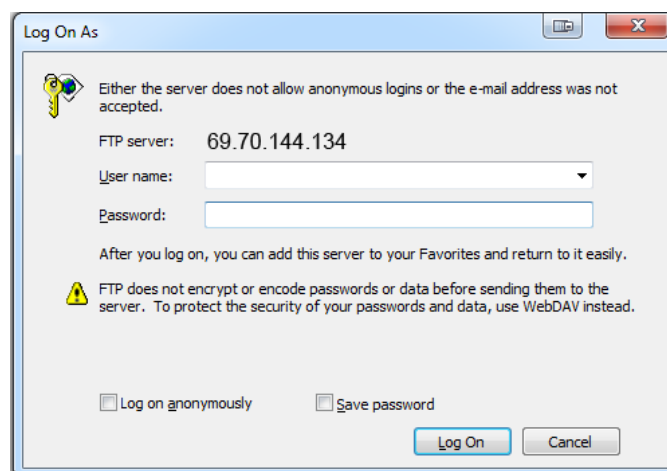 Log On As
Either the server does not allow anonymous logins or the e-mail address was not
accepted.
FTP server: 69.70.144.134
User name:
Password:
After you log on, you can add this server to your Favorites and return to it easily.
FTP does not encrypt or encode passwords or data before sending them to the
server. To protect the security of your passwords and data, use WebDAV instead.
Log on anonymously Save password
Log On Cancel